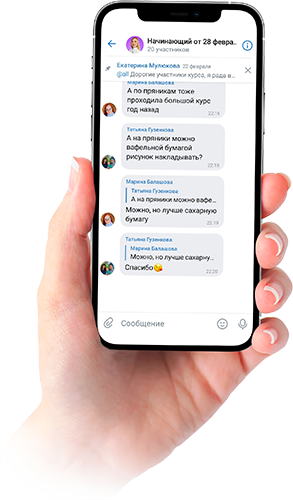 Начинающий от 28 февра...
20 участников
Екатерина Мулюкова 22 февраля
@all Дорогие участники курса, я рада в...
А по пряникам тоже
проходила большой курс
год назад
22:18
Татьяна Гузенкова
А на пряники можно
вафельной бумагой
рисунок накладывать?
22:18
Марина Балашова
Татьяна Гузенкова
А на пряники можно вафе...
Можно, но лучше сахарную
бумагу
22:19
Татьяна Гузенкова
Марина Балашова
Можно, но лучше сахарну...
Спасибо😘
22:20
Сообщение